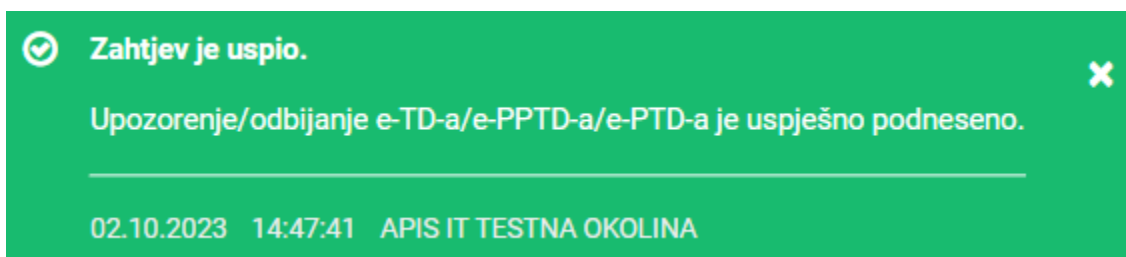 Zahtjev je uspio.
Upozorenje/odbijanje e-TD-a/e-PPTD-a/e-PTD-a je uspješno podneseno.
02.10.2023 14:47:41 APIS IT TESTNA OKOLINA